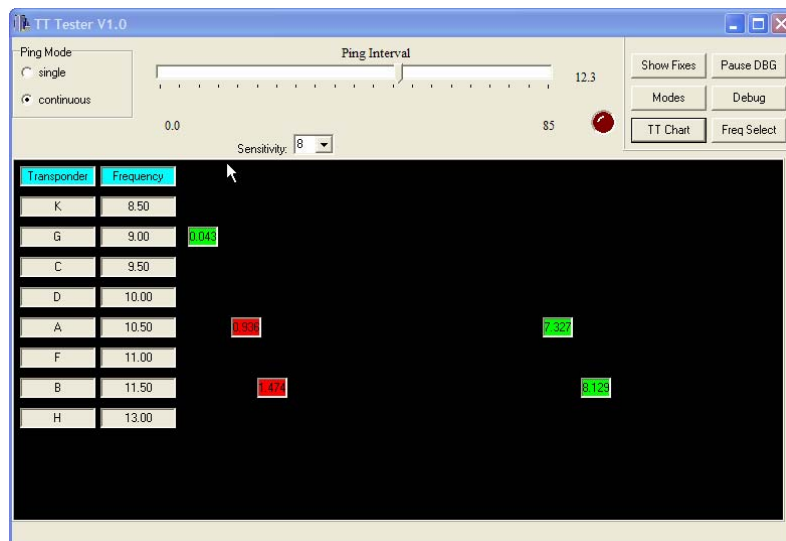 TT Tester V1.0
Ping Mode
single
continuous
Ping Interval
12.3
0.0
85
Sensitivity: 8
Show Fixes Pause DBG
Modes Debug
TT Chart Freq Select
Transponder Frequency
K 8.50
G 9.00 0.043
C 9.50
D 10.00
A 10.50 0.936 7.327
F 11.00
B 11.50 1.474 8.129
H 13.00